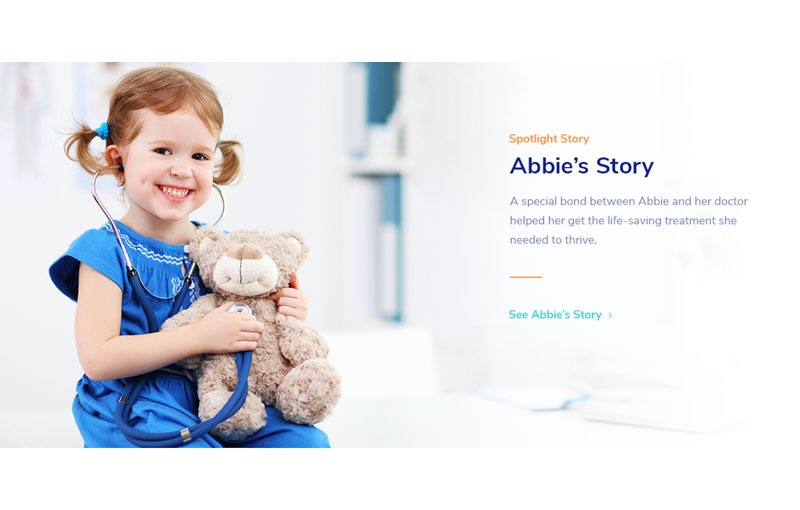 Spotlight Story
Abbie’s Story
A special bond between Abbie and her doctor
helped her get the life-saving treatment she
needed to thrive.
See Abbie’s Story ›